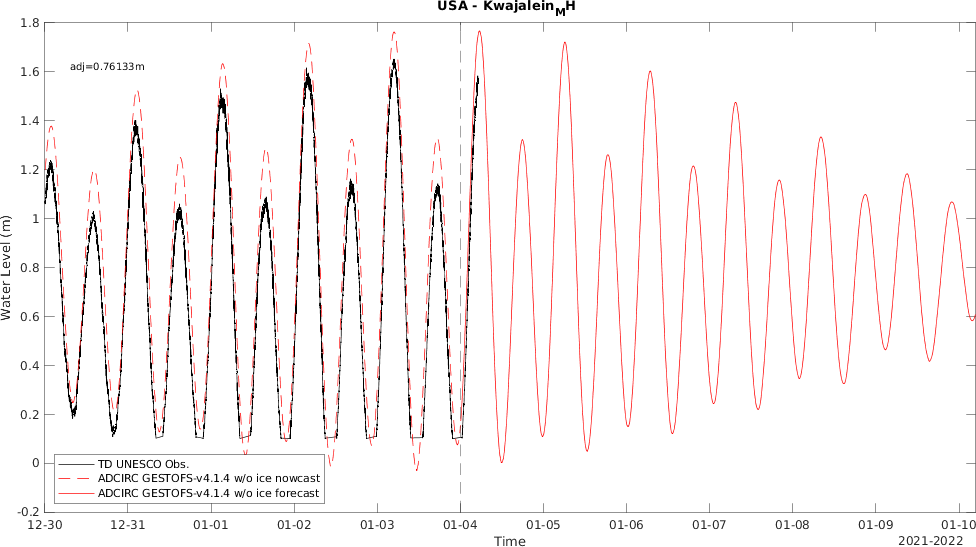 USA - KwajaleinMH
1.8
adj=0.76133m
1.6
1.4
1.2
1
0.8
0.6
0.4
0.2
0
-0.2
Water Level (m)
TD UNESCO Obs.
ADCIRC GESTOFS-v4.1.4 w/o ice nowcast
ADCIRC GESTOFS-v4.1.4 w/o ice forecast
12-30 12-31 01-01 01-02 01-03 01-04 01-05 01-06 01-07 01-08 01-09 01-10
Time
2021-2022